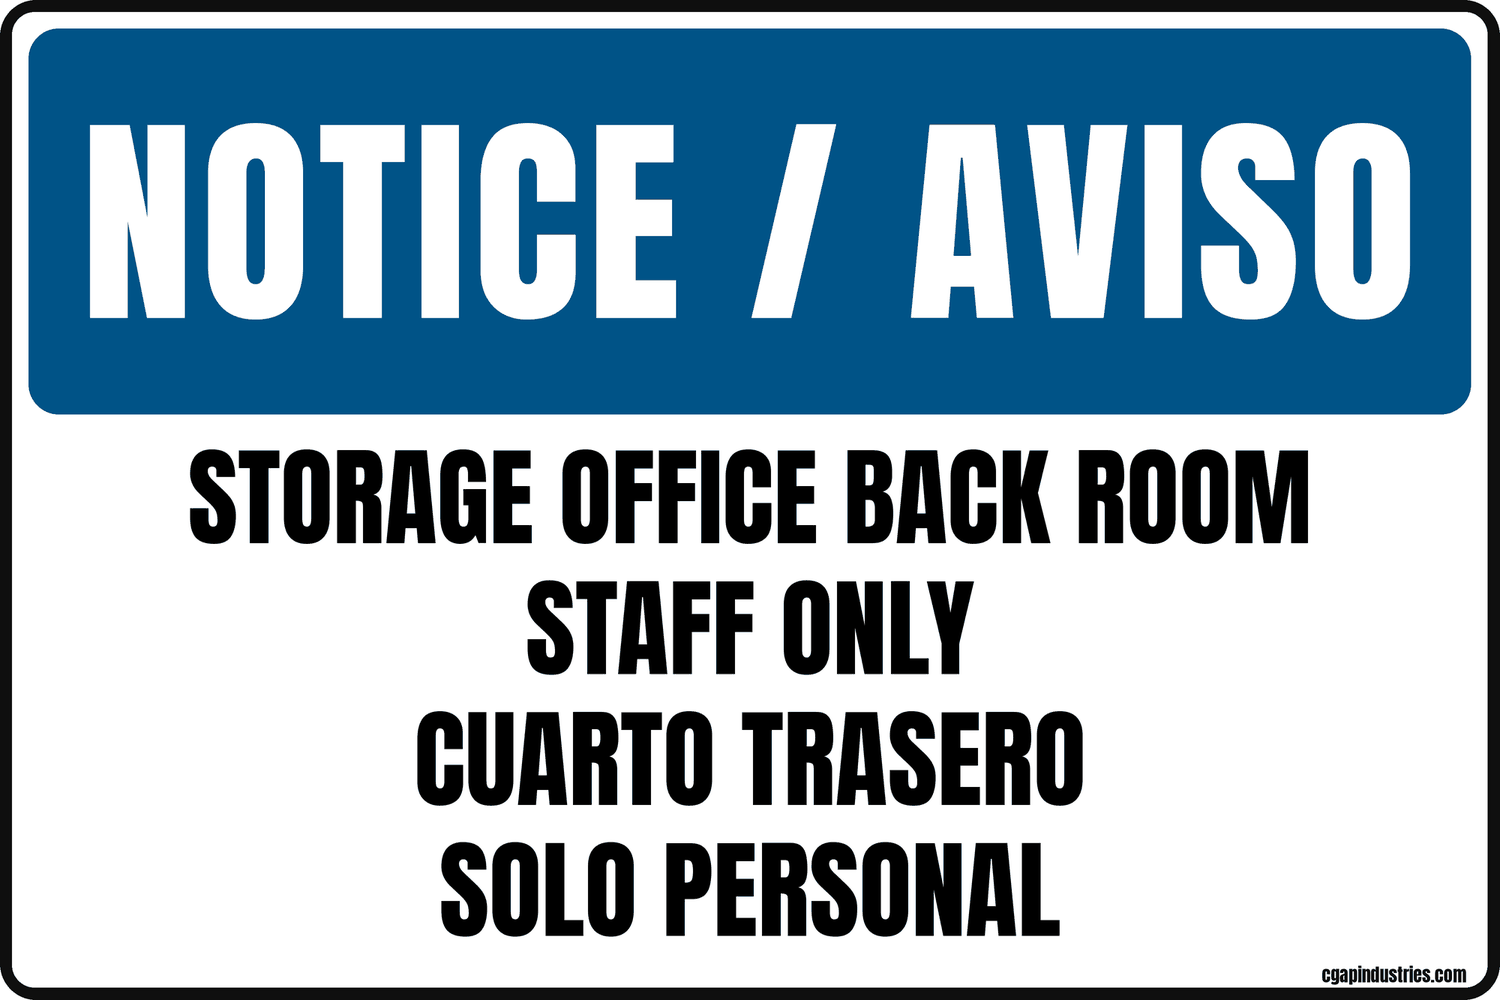 NOTICE / AVISO
STORAGE OFFICE BACK ROOM
STAFF ONLY
CUARTO TRASERO
SOLO PERSONAL
cgapindustries.com